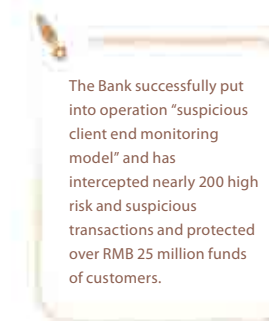 The Bank successfully put
into operation “suspicious
client end monitoring
model” and has
intercepted nearly 200 high
risk and suspicious
transactions and protected
over RMB 25 million funds
of customers.